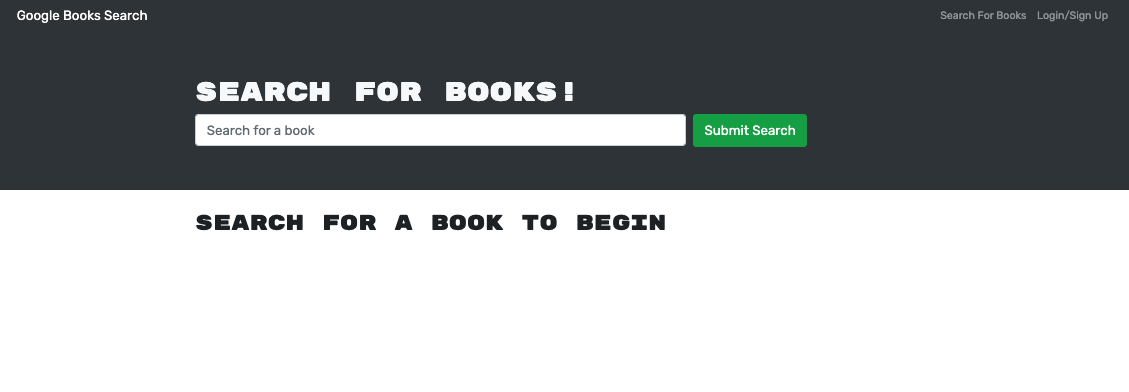 Google Books Search
Search For Books
Login/Sign Up
SEARCH FOR BOOKS!
Search for a book
Submit Search
SEARCH FOR A BOOK TO BEGIN